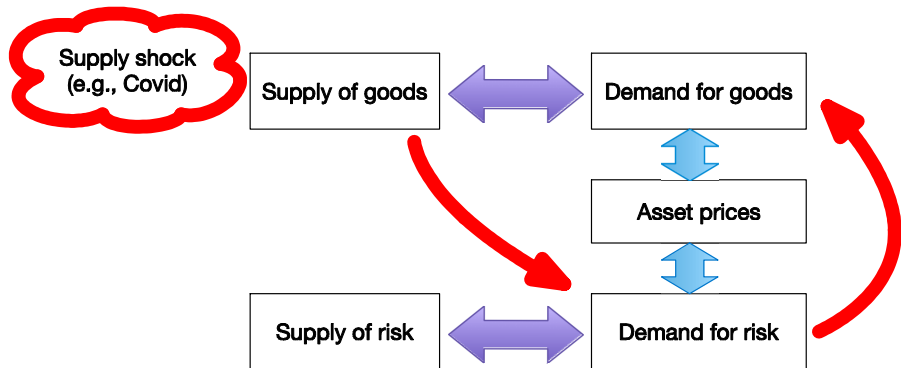 Supply shock
(e.g., Covid)
Supply of goods
Demand for goods
Asset prices
Supply of risk
Demand for risk